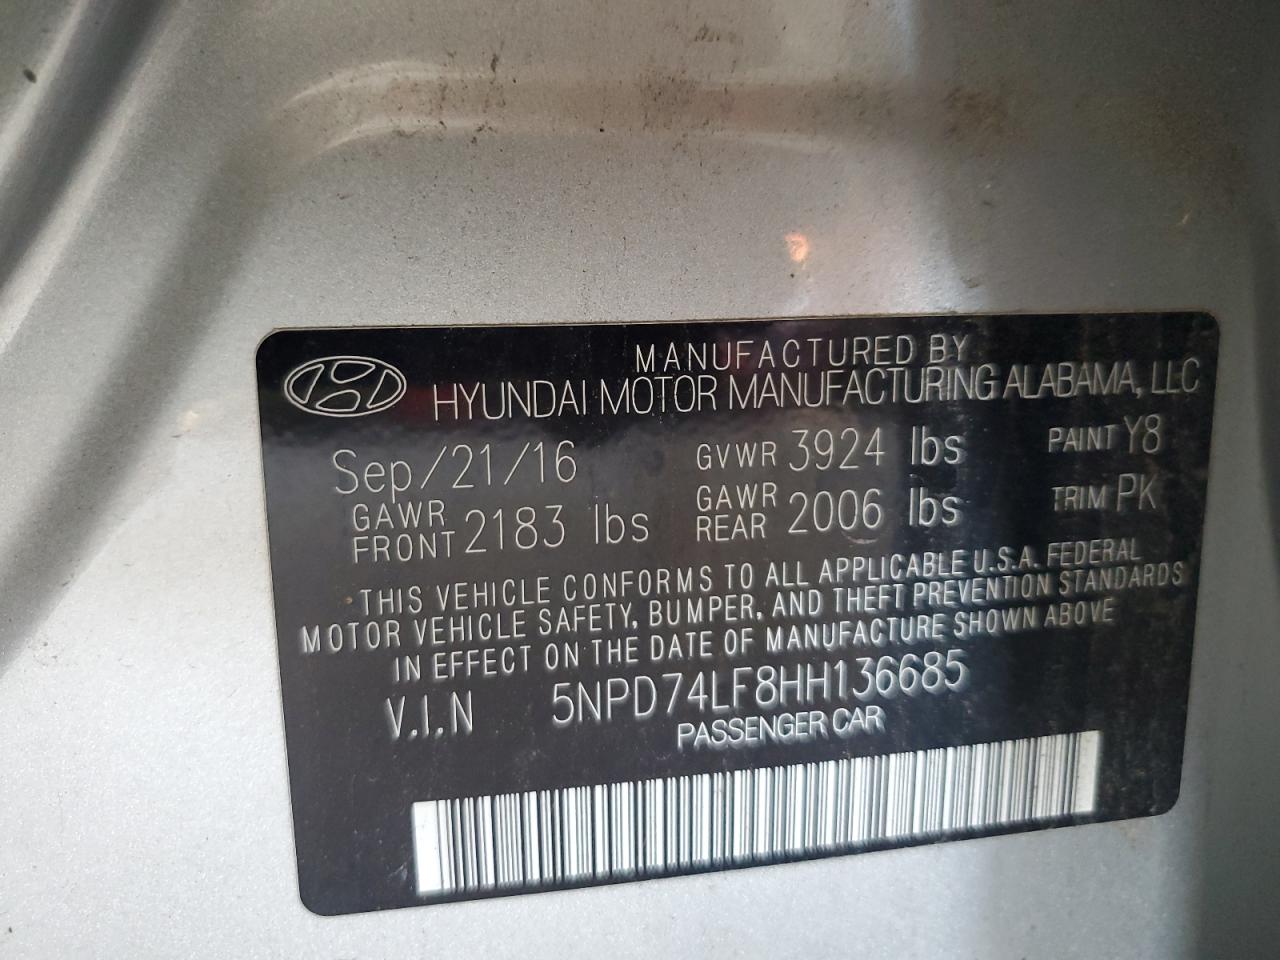 MANUFACTURED BY
HYUNDAI MOTOR MANUFACTURING ALABAMA, LLC
Sep/21/16 GVWR 3924 lbs PAINT Y8
GAWR FRONT 2183 lbs GAWR REAR 2006 lbs TRIM PK
THIS VEHICLE CONFORMS TO ALL APPLICABLE U.S.A. FEDERAL
MOTOR VEHICLE SAFETY, BUMPER, AND THEFT PREVENTION STANDARDS
IN EFFECT ON THE DATE OF MANUFACTURE SHOWN ABOVE
V.I.N 5NPD74LF8HH136685
PASSENGER CAR